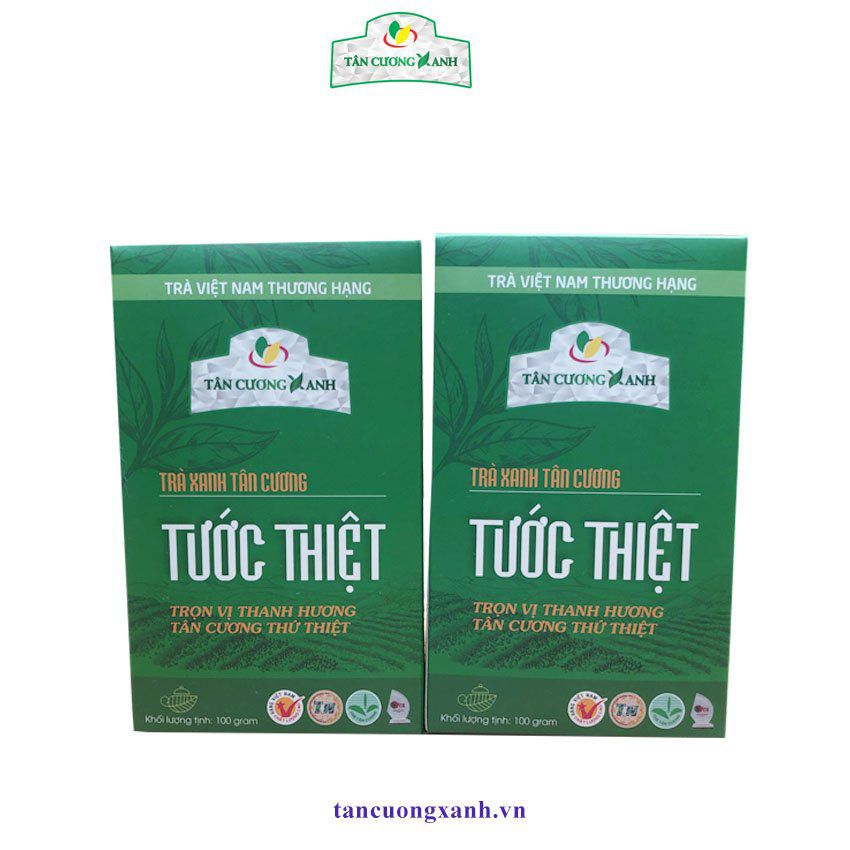 TÂN CƯƠNG XANH
TRÀ VIỆT NAM THƯƠNG HẠNG
TÂN CƯƠNG XANH
TRÀ XANH TÂN CƯƠNG
TƯỚC THIỆT
TRỌN VỊ THANH HƯƠNG
TÂN CƯƠNG THỨ THIỆT
Khối lượng tịnh: 100 gram
TRÀ VIỆT NAM THƯƠNG HẠNG
TÂN CƯƠNG XANH
TRÀ XANH TÂN CƯƠNG
TƯỚC THIỆT
TRỌN VỊ THANH HƯƠNG
TÂN CƯƠNG THỨ THIỆT
Khối lượng tịnh: 100 gram
tancuongxanh.vn